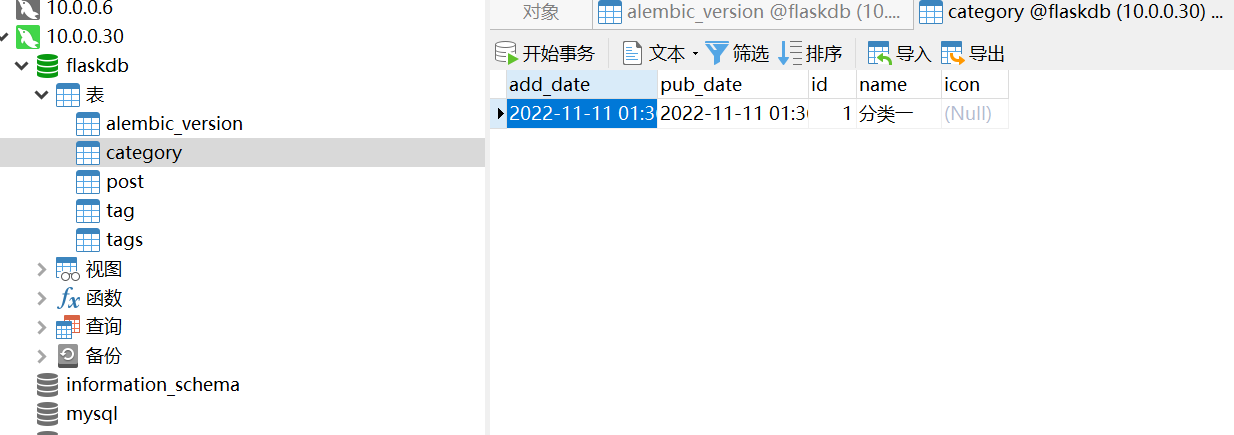 10.0.0.6
10.0.0.30
flaskdb
表
alembic_version
category
post
tag
tags
视图
fx 函数
查询
备份
information_schema
mysql
对象
alembic_version @flaskdb (10....
category @flaskdb (10.0.0.30) ...
开始事务 文本 筛选 排序 导入 导出
add_date pub_date id name icon
2022-11-11 01:3 2022-11-11 01:3 1 分类一 (Null)